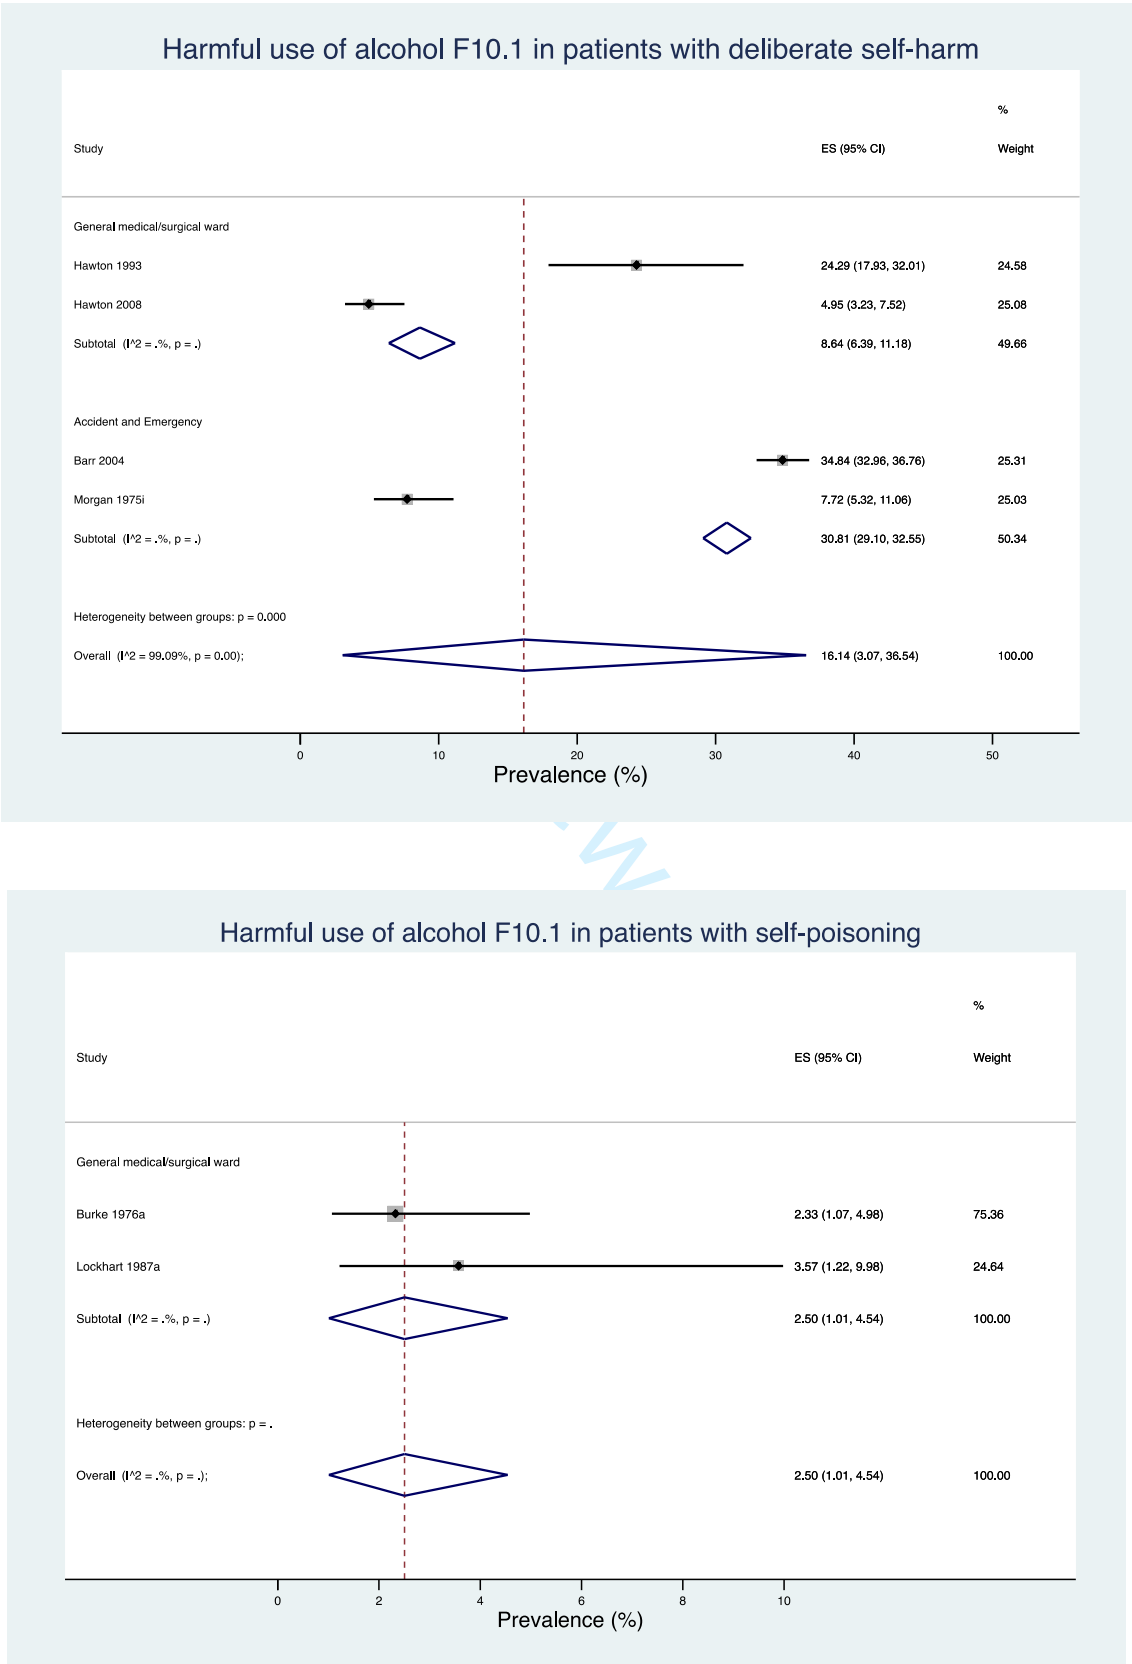 Harmful use of alcohol F10.1 in patients with deliberate self-harm
%
Study ES (95% CI) Weight
General medical/surgical ward
Hawton 1993 24.29 (17.93, 32.01) 24.58
Hawton 2008 4.95 (3.23, 7.52) 25.08
Subtotal (I^2 = .%, p = .) 8.64 (6.39, 11.18) 49.66
Accident and Emergency
Barr 2004 34.84 (32.96, 36.76) 25.31
Morgan 1975i 7.72 (5.32, 11.06) 25.03
Subtotal (I^2 = .%, p = .) 30.81 (29.10, 32.55) 50.34
Heterogeneity between groups: p = 0.000
Overall (I^2 = 99.09%, p = 0.00); 16.14 (3.07, 36.54) 100.00
0 10 20 30 40 50
Prevalence (%)
w
Harmful use of alcohol F10.1 in patients with self-poisoning
%
Study ES (95% CI) Weight
General medical/surgical ward
Burke 1976a 2.33 (1.07, 4.98) 75.36
Lockhart 1987a 3.57 (1.22, 9.98) 24.64
Subtotal (I^2 = .%, p = .) 2.50 (1.01, 4.54) 100.00
Heterogeneity between groups: p = .
Overall (I^2 = .%, p = .); 2.50 (1.01, 4.54) 100.00
0 2 4 6 8 10
Prevalence (%)